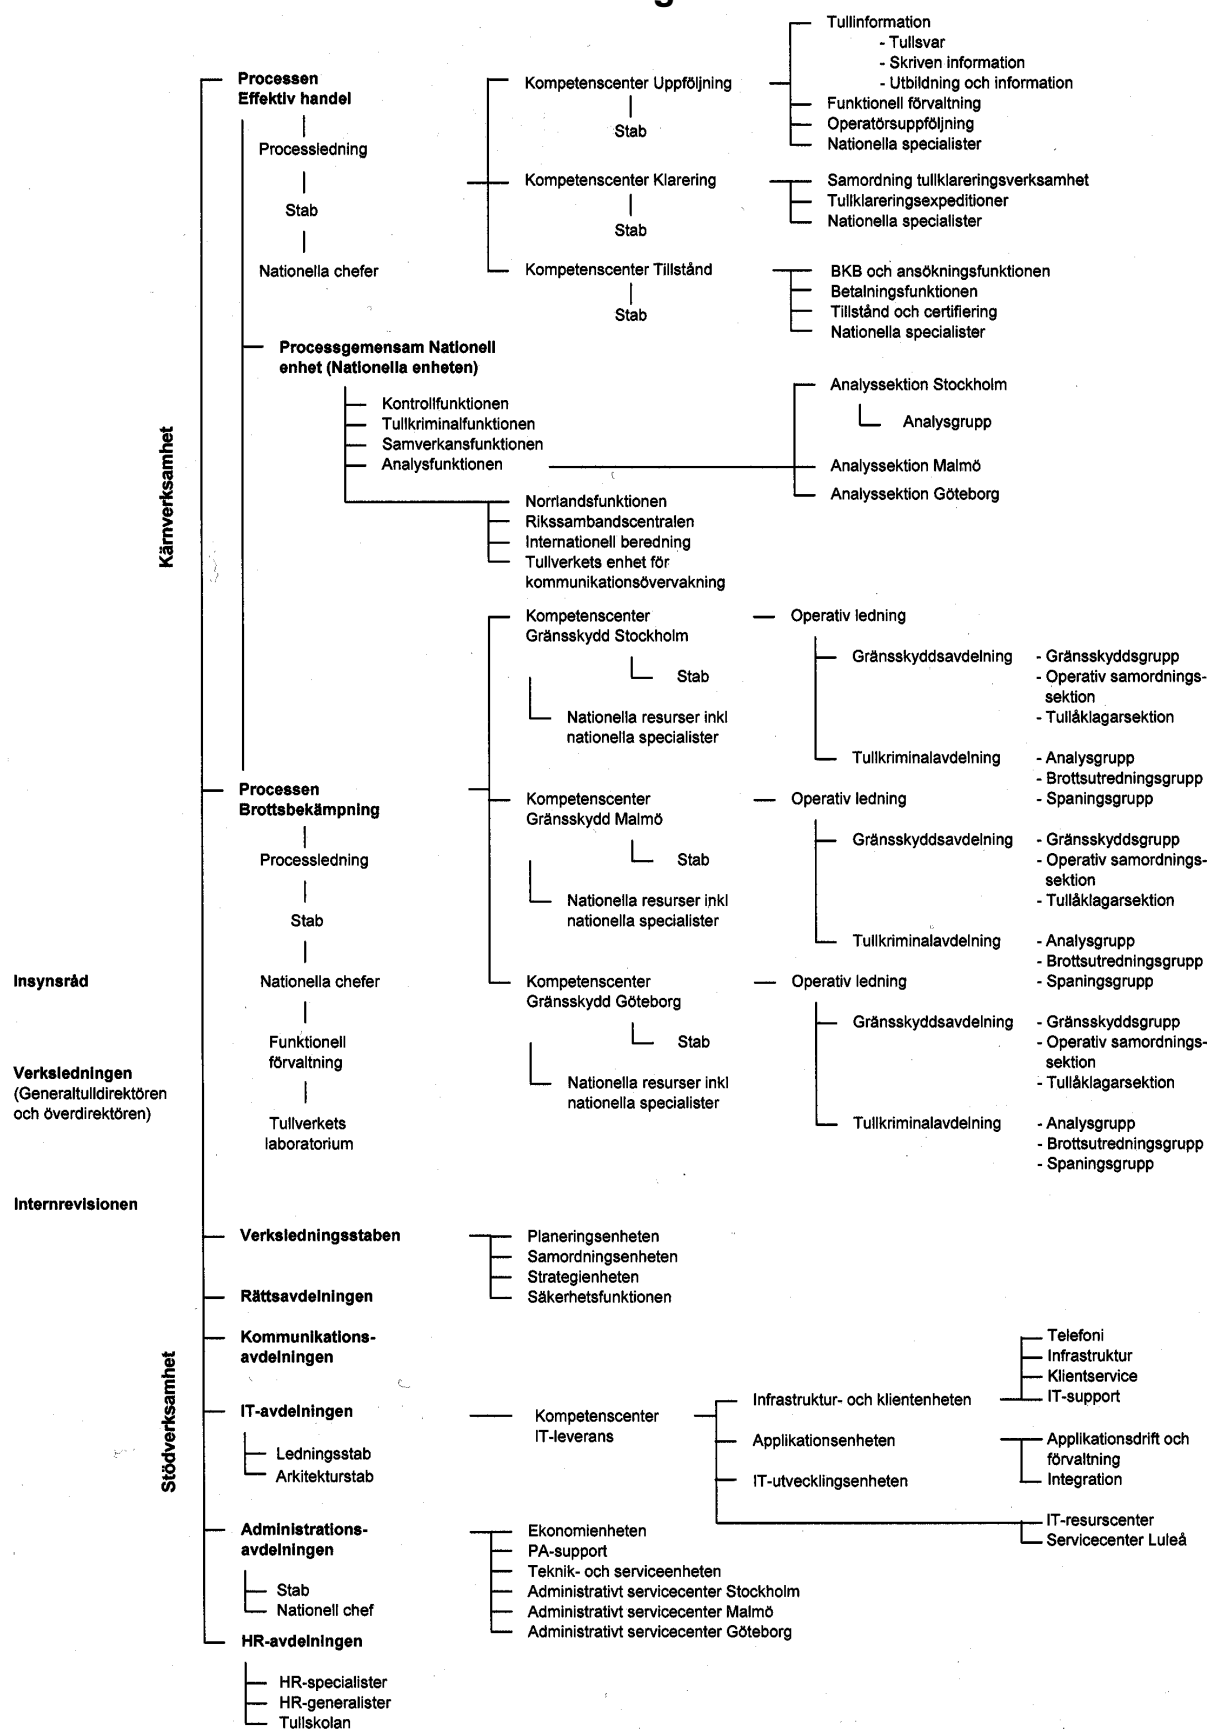 Tullinformation
- Tullsvar
- Skriven information
- Utbildning och information
Funktionell förvaltning
Operatörsuppföljning
Nationella specialister
Processen
Effektiv handel
Processledning
Stab
Nationella chefer
Kompetenscenter Uppföljning
Stab
Kompetenscenter Klarering
Stab
Samordning tullklareringsverksamhet
Tullklareringsexpeditioner
Nationella specialister
Kompetenscenter Tillstånd
Stab
BKB och ansökningsfunktionen
Betalningsfunktionen
Tillstånd och certifiering
Nationella specialister
Processgemensam Nationell
enhet (Nationella enheten)
Kontrollfunktionen
Tullkriminalfunktionen
Samverkansfunktionen
Analysfunktionen
Analyssektion Stockholm
Analysgrupp
Analyssektion Malmö
Analyssektion Göteborg
Norrlandsfunktionen
Rikssambandscentralen
Internationell beredning
Tullverkets enhet för
kommunikationsövervakning
Kärnverksamhet
Kompetenscenter
Gränsskydd Stockholm
Stab
Nationella resurser inkl
nationella specialister
Operativ ledning
Gränsskyddsavdelning
- Gränsskyddsgrupp
- Operativ samordnings-
sektion
- Tullåklagarsektion
Tullkriminalavdelning
- Analysgrupp
- Brottsutredningsgrupp
- Spaningsgrupp
Processen
Brottsbekämpning
Processledning
Stab
Nationella chefer
Funktionell
förvaltning
Tullverkets
laboratorium
Kompetenscenter
Gränsskydd Malmö
Stab
Nationella resurser inkl
nationella specialister
Operativ ledning
Gränsskyddsavdelning
- Gränsskyddsgrupp
- Operativ samordnings-
sektion
- Tullåklagarsektion
Tullkriminalavdelning
- Analysgrupp
- Brottsutredningsgrupp
- Spaningsgrupp
Kompetenscenter
Gränsskydd Göteborg
Stab
Nationella resurser inkl
nationella specialister
Operativ ledning
Gränsskyddsavdelning
- Gränsskyddsgrupp
- Operativ samordnings-
sektion
- Tullåklagarsektion
Tullkriminalavdelning
- Analysgrupp
- Brottsutredningsgrupp
- Spaningsgrupp
Insynsråd
Verksledningen
(Generaltulldirektören
och överdirektören)
Internrevisionen
Stödverksamhet
Verksledningsstaben
Planeringsenheten
Samordningsenheten
Strategienheten
Säkerhetsfunktionen
Rättsavdelningen
Kommunikations-
avdelningen
IT-avdelningen
Ledningsstab
Arkitekturstab
Kompetenscenter
IT-leverans
Infrastruktur- och klientenheten
Telefoni
Infrastruktur
Klientservice
IT-support
Applikationsenheten
Applikationsdrift och
förvaltning
Integration
IT-utvecklingsenheten
IT-resurscenter
Servicecenter Luleå
Administrations-
avdelningen
Stab
Nationell chef
Ekonomienheten
PA-support
Teknik- och serviceenheten
Administrativt servicecenter Stockholm
Administrativt servicecenter Malmö
Administrativt servicecenter Göteborg
HR-avdelningen
HR-specialister
HR-generalister
Tullskolan